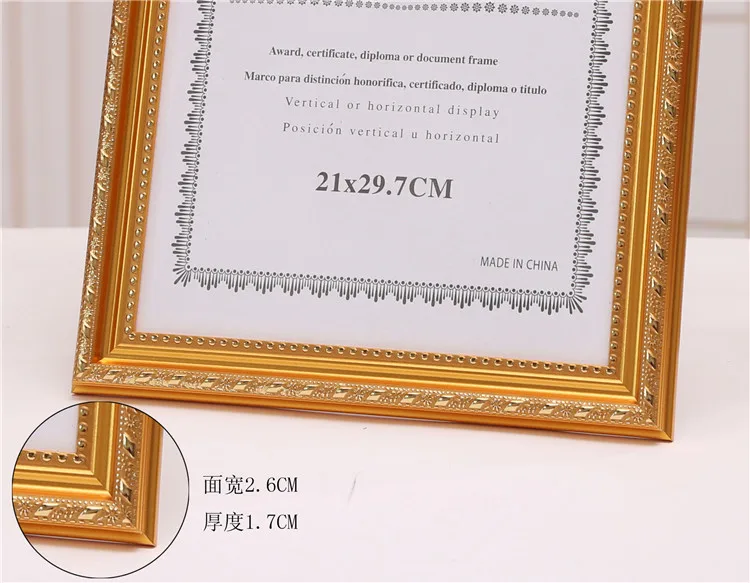 Award, certificate, diploma or document frame
Marco para distinción honorifica, certificado, diploma o titulo
Vertical or horizontal display
Posición vertical u horizontal
21x29.7CM
MADE IN CHINA
面宽2.6CM
厚度1.7CM